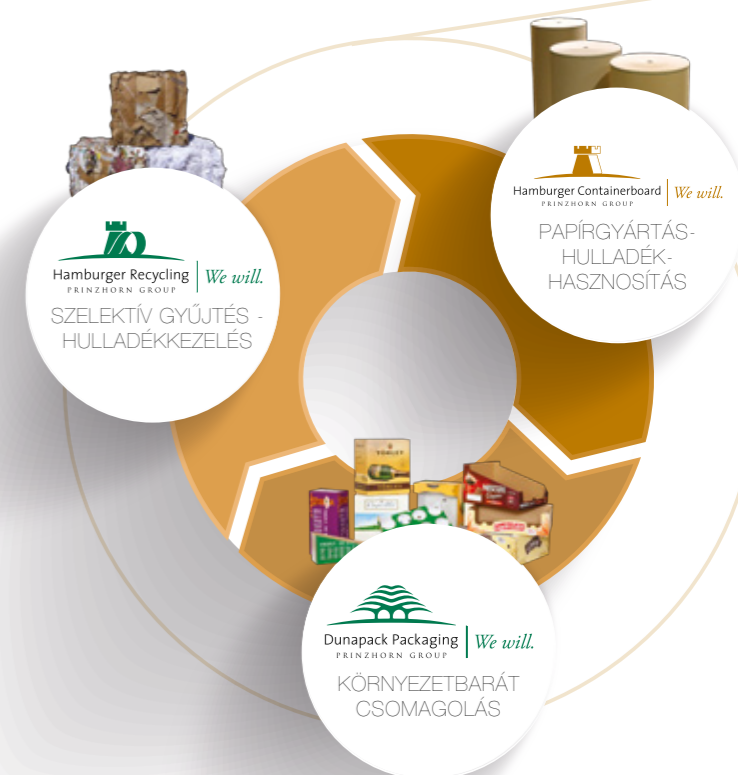 Hamburger Containerboard
PRINZHORN GROUP
We will.
PAPÍRGYÁRTÁS-
HULLADÉK-
HASZNOSÍTÁS
Hamburger Recycling
PRINZHORN GROUP
We will.
SZELEKTÍV GYŰJTÉS -
HULLADÉKKEZELÉS
TÖRLEY
Dunapack Packaging
PRINZHORN GROUP
We will.
KÖRNYEZETBARÁT
CSOMAGOLÁS